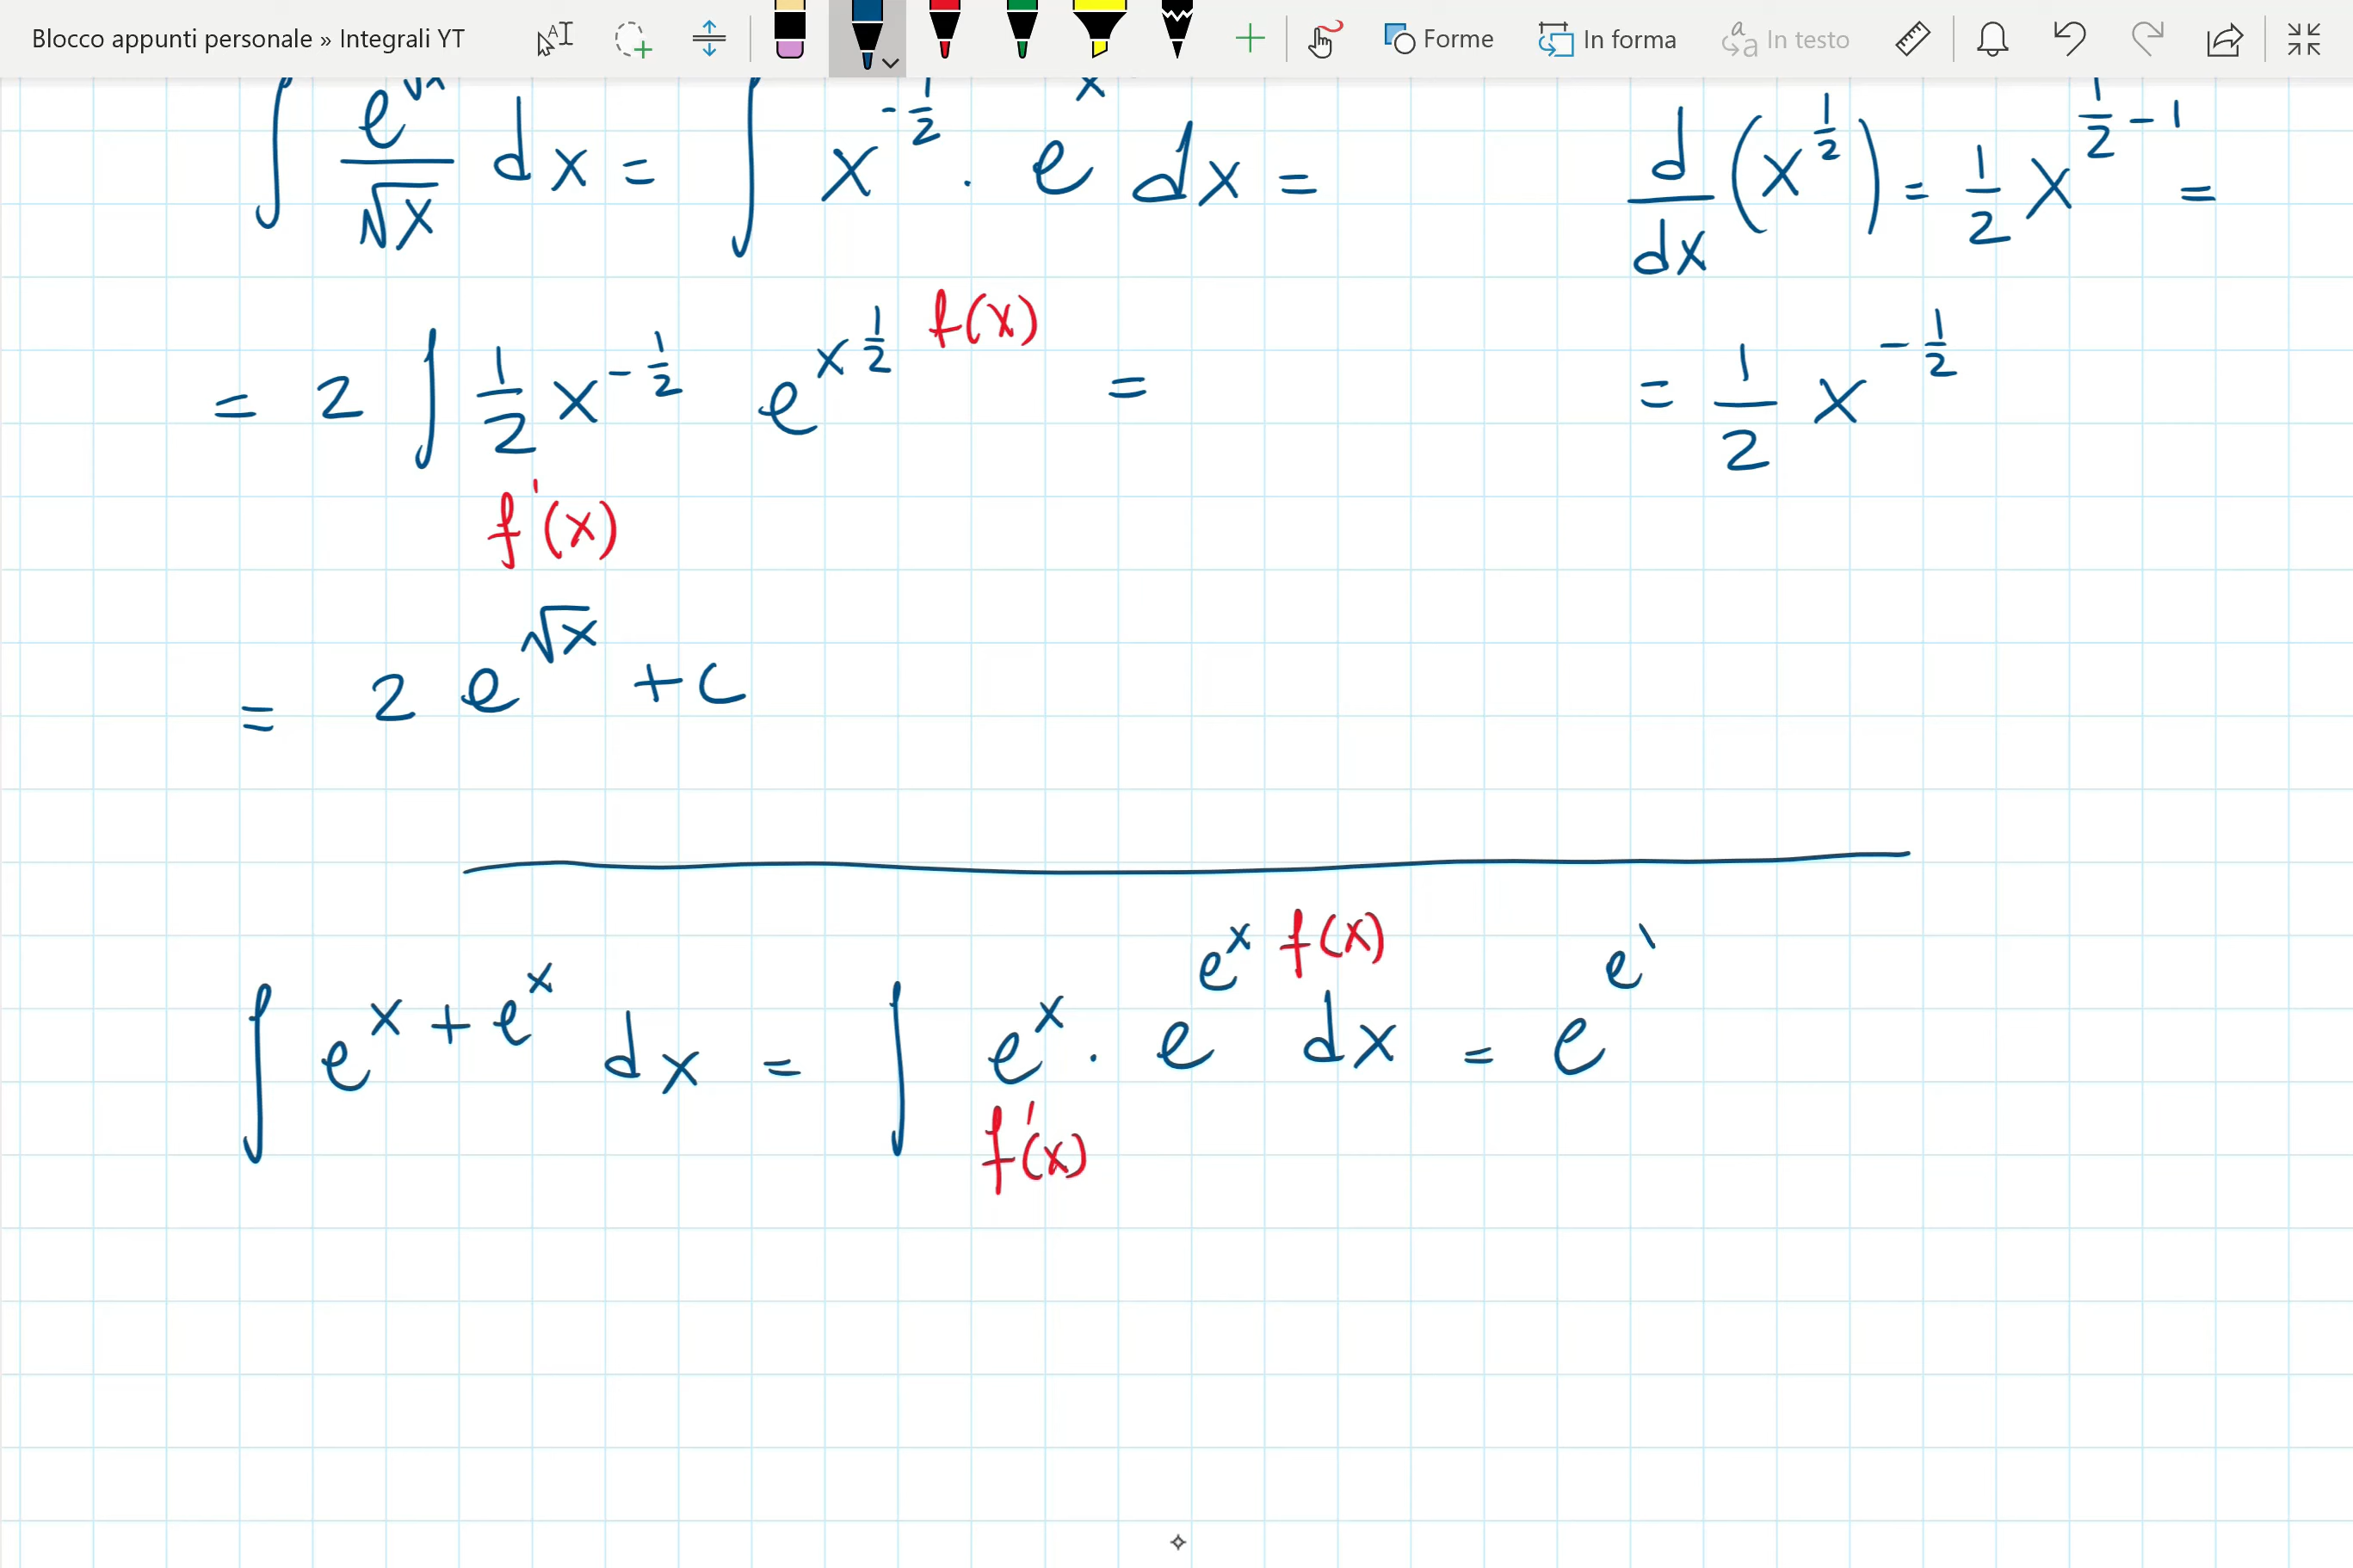 Blocco appunti personale » Integrali YT Forme In forma In testo
∫ e^√x / √x dx = ∫ x^(-1/2) · e^x dx =
d/dx (x^(1/2)) = 1/2 x^(1/2 - 1) =
= 2 ∫ 1/2 x^(-1/2) e^(x^(1/2)) =
f(x)
f'(x)
= 1/2 x^(-1/2)
= 2 e^√x + c
∫ e^(x + e^x) dx = ∫ e^x · e^(e^x) dx = e^e
f(x)
f'(x)